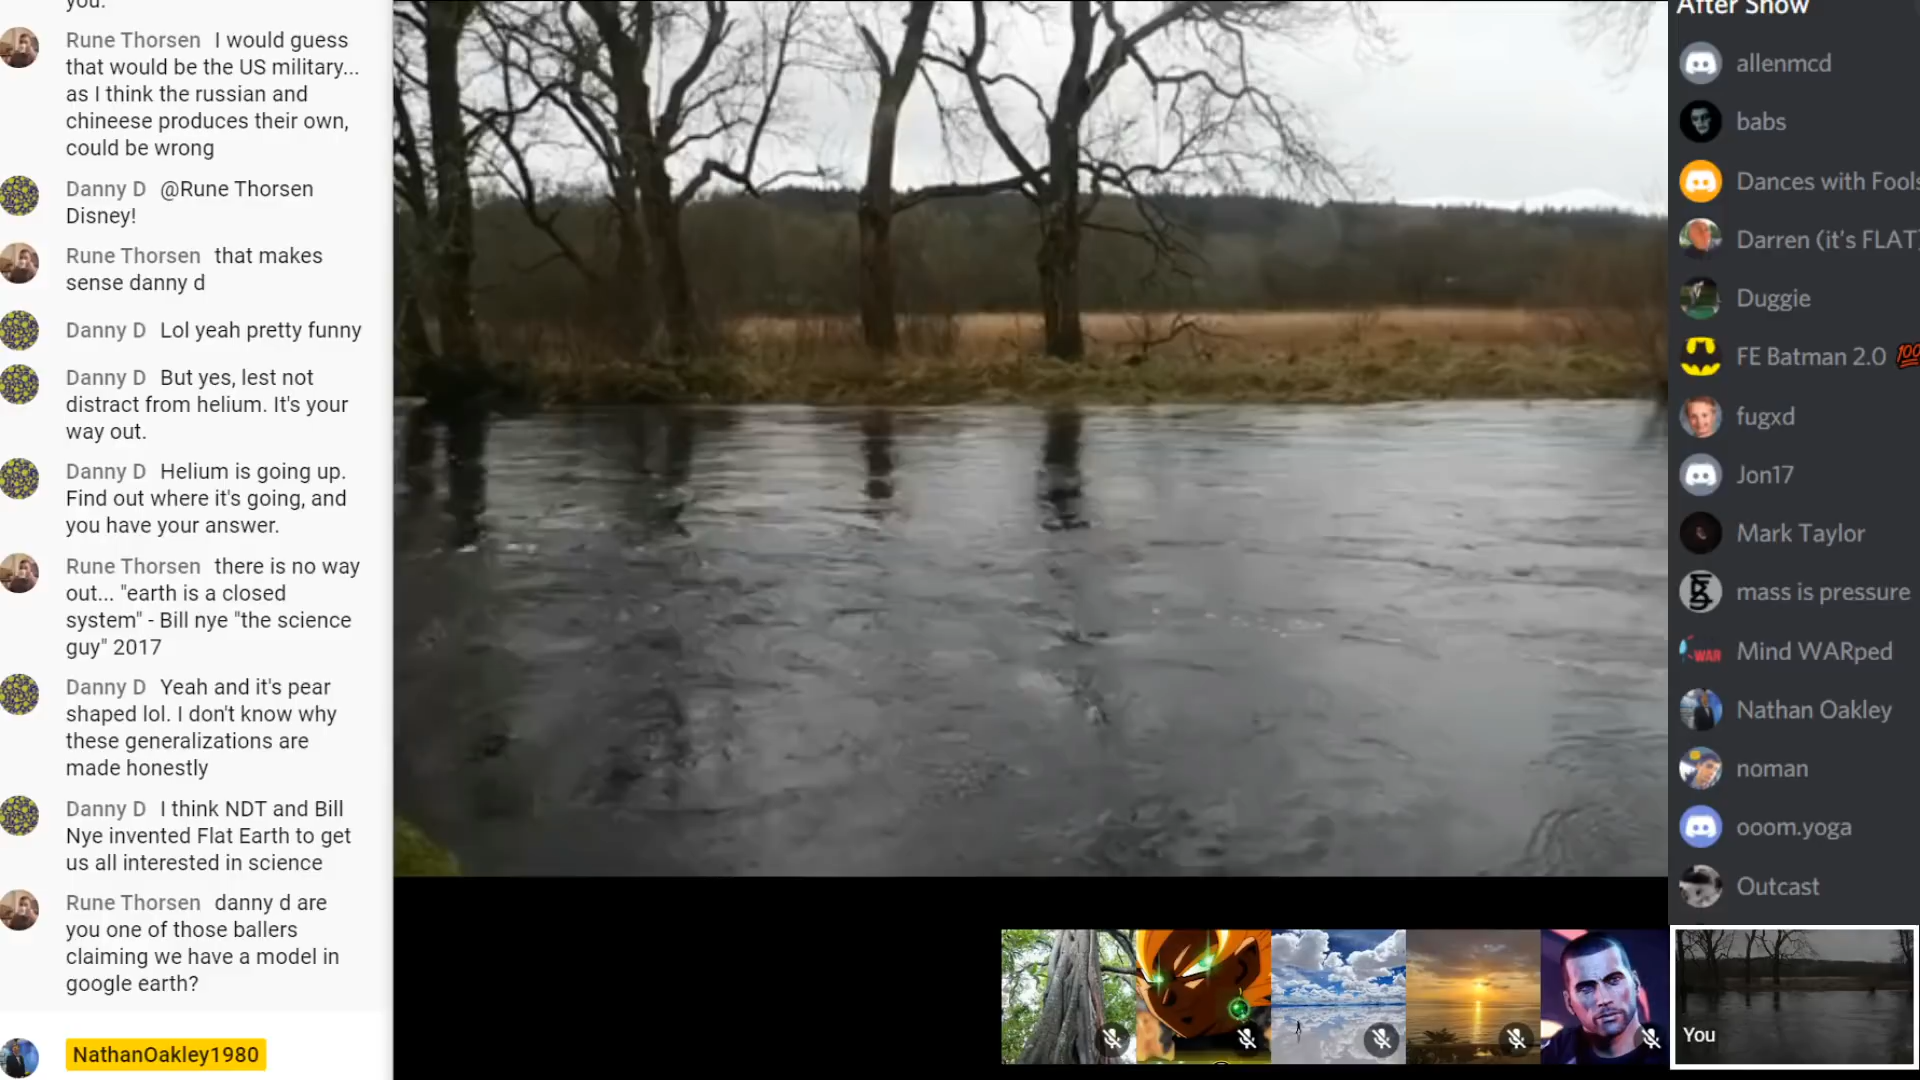 you.
Rune Thorsen I would guess
that would be the US military...
as I think the russian and
chineese produces their own,
could be wrong
Danny D @Rune Thorsen
Disney!
Rune Thorsen that makes
sense danny d
Danny D Lol yeah pretty funny
Danny D But yes, lest not
distract from helium. It's your
way out.
Danny D Helium is going up.
Find out where it's going, and
you have your answer.
Rune Thorsen there is no way
out... "earth is a closed
system" - Bill nye "the science
guy" 2017
Danny D Yeah and it's pear
shaped lol. I don't know why
these generalizations are
made honestly
Danny D I think NDT and Bill
Nye invented Flat Earth to get
us all interested in science
Rune Thorsen danny d are
you one of those ballers
claiming we have a model in
google earth?
NathanOakley1980
After Show
allenmcd
babs
Dances with Fools
Darren (it's FLAT)
Duggie
FE Batman 2.0 100
fugxd
Jon17
Mark Taylor
mass is pressure
WAR
Mind WARped
Nathan Oakley
noman
ooom.yoga
Outcast
You